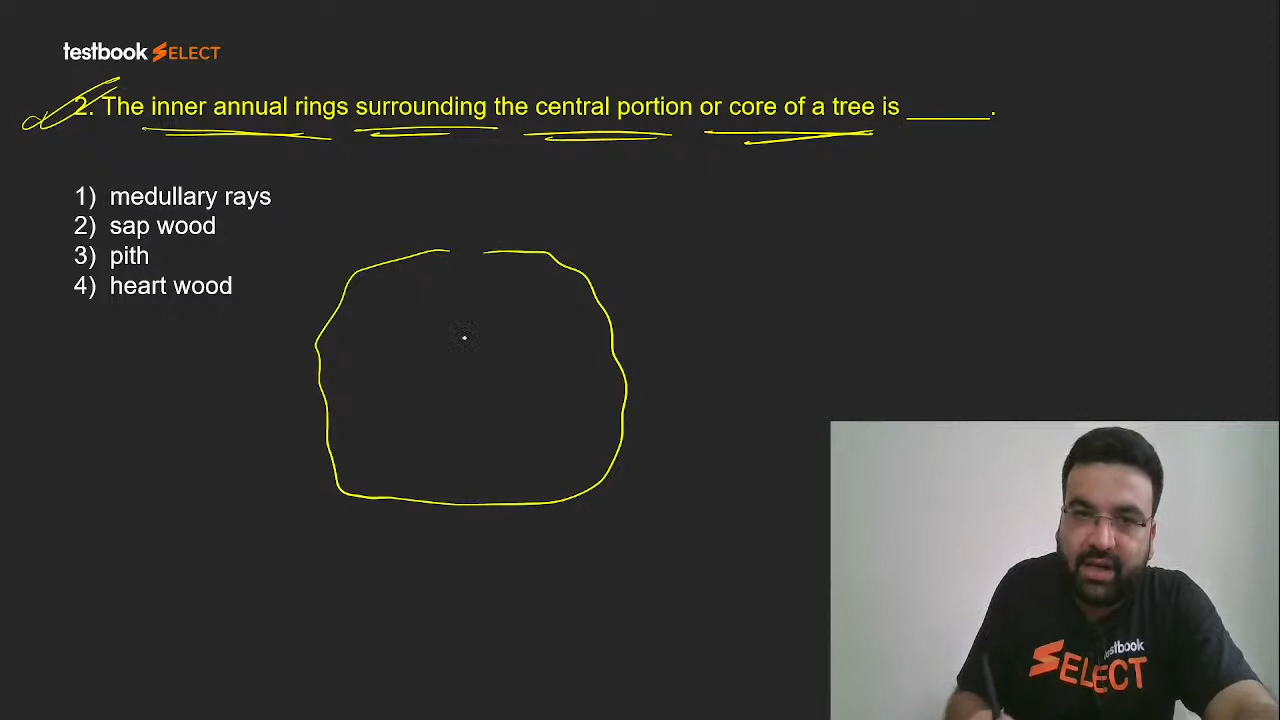 testbook SELECT
2. The inner annual rings surrounding the central portion or core of a tree is ______.
1) medullary rays
2) sap wood
3) pith
4) heart wood
testbook
SELECT